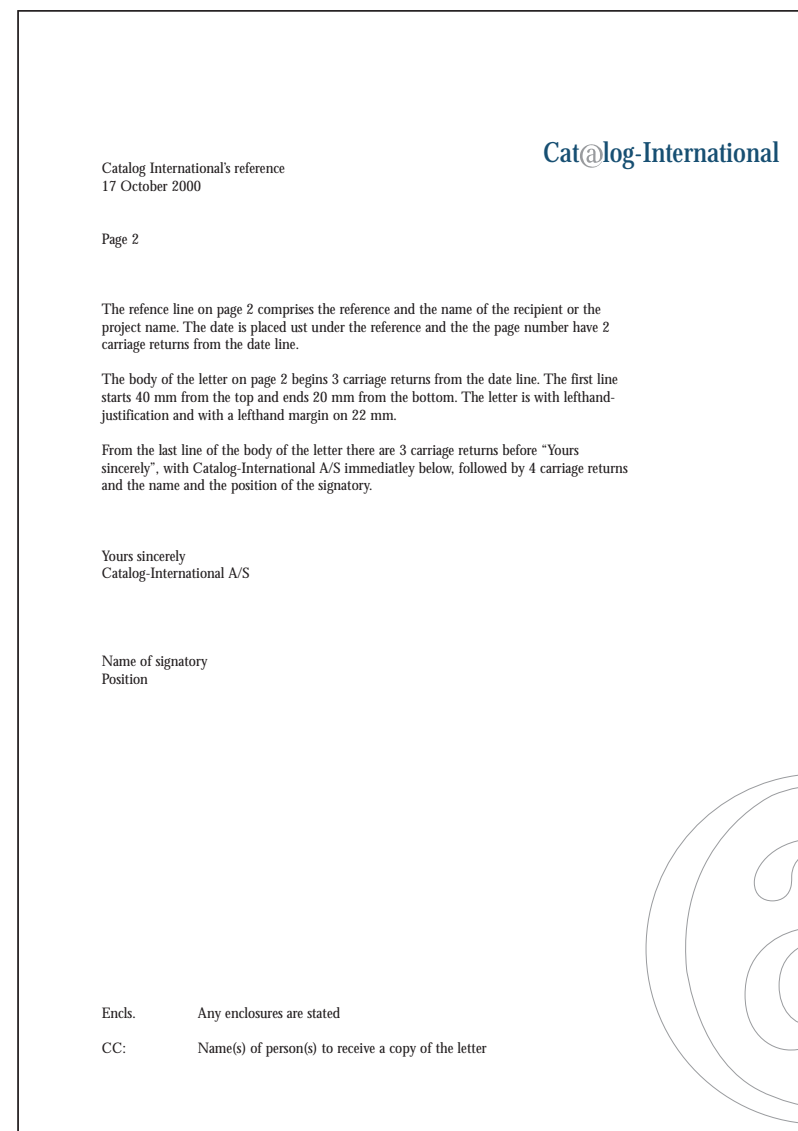 Cat@log-International
Catalog International's reference
17 October 2000
Page 2
The refence line on page 2 comprises the reference and the name of the recipient or the
project name. The date is placed ust under the reference and the the page number have 2
carriage returns from the date line.
The body of the letter on page 2 begins 3 carriage returns from the date line. The first line
starts 40 mm from the top and ends 20 mm from the bottom. The letter is with lefthand-
justification and with a lefthand margin on 22 mm.
From the last line of the body of the letter there are 3 carriage returns before “Yours
sincerely”, with Catalog-International A/S immediatley below, followed by 4 carriage returns
and the name and the position of the signatory.
Yours sincerely
Catalog-International A/S
Name of signatory
Position
Encls. Any enclosures are stated
CC: Name(s) of person(s) to receive a copy of the letter